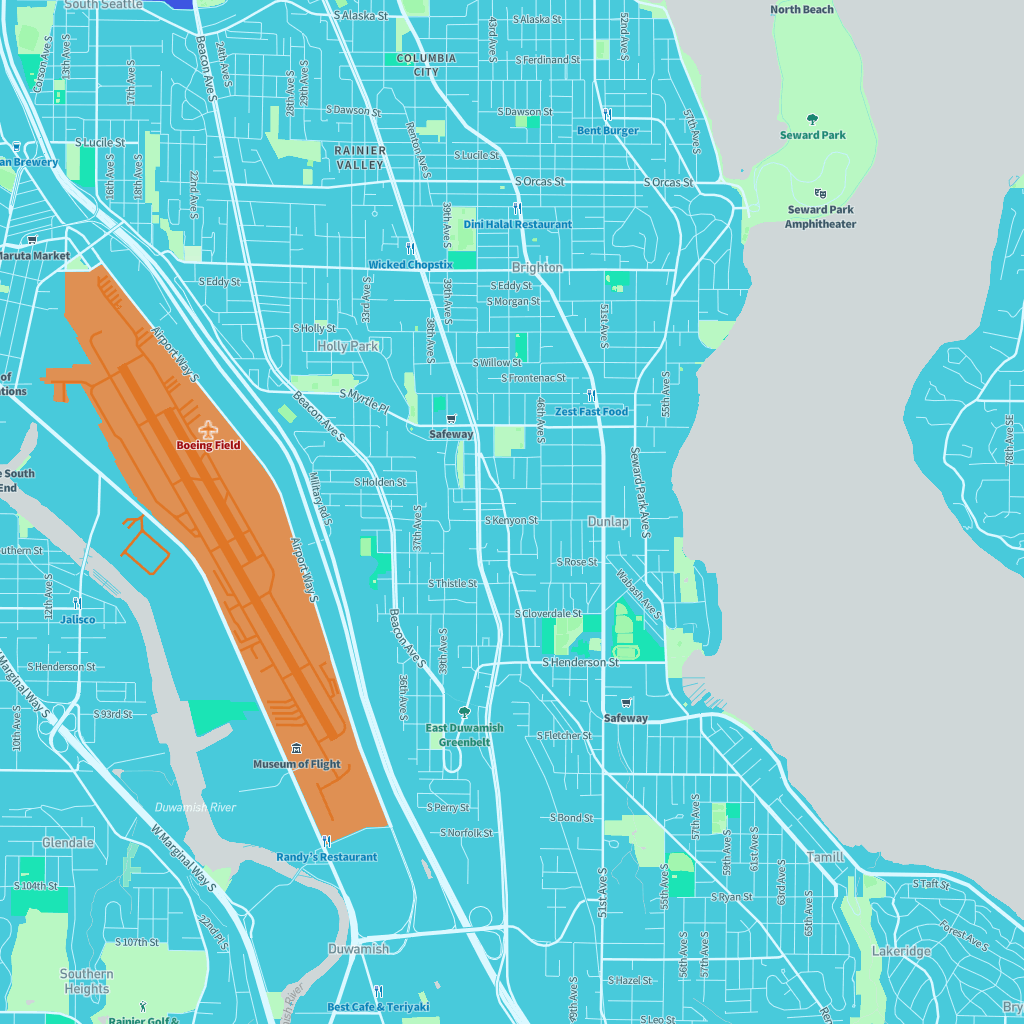 South Seattle
North Beach
S Alaska St
S Alaska St
43rd Ave S
52nd Ave S
Corson Ave S
13th Ave S
Beacon Ave S
24th Ave S
COLUMBIA
CITY
S Ferdinand St
17th Ave S
28th Ave S
29th Ave S
S Dawson St
S Dawson St
Bent Burger
57th Ave S
Seward Park
S Lucile St
an Brewery
16th Ave S
18th Ave S
22nd Ave S
RAINIER
VALLEY
Renton Ave S
S Lucile St
S Orcas St
S Orcas St
Seward Park
Amphitheater
39th Ave S
Dini Halal Restaurant
Maruta Market
Wicked Chopstix
Brighton
S Eddy St
S Eddy St
33rd Ave S
39th Ave S
S Morgan St
51st Ave S
S Holly St
Holly Park
38th Ave S
Airport Way S
S Willow St
S Frontenac St
55th Ave S
of
ations
S Myrtle Pl
Beacon Ave S
46th Ave S
Zest Fast Food
Safeway
Boeing Field
78th Ave SE
e South
End
S Holden St
Military Rd S
37th Ave S
Seward Park Ave S
S Kenyon St
Dunlap
outhern St
Airport Way S
S Rose St
12th Ave S
S Thistle St
Wabash Ave S
Jalisco
Beacon Ave S
39th Ave S
S Cloverdale St
S Henderson St
S Henderson St
W Marginal Way S
36th Ave S
S 93rd St
10th Ave S
East Duwamish
Greenbelt
Safeway
S Fletcher St
Museum of Flight
Duwamish River
S Perry St
S Bond St
57th Ave S
S Norfolk St
59th Ave S
61st Ave S
Glendale
W Marginal Way S
Randy's Restaurant
Tamill
63rd Ave S
S 104th St
51st Ave S
55th Ave S
S Ryan St
S Taft St
65th Ave S
22nd Pl S
S 107th St
Duwamish
56th Ave S
57th Ave S
Forest Ave S
Lakeridge
Southern
Heights
S Hazel St
49th Ave S
Best Cafe & Teriyaki
Rainier Golf &
ish River
S Leo St
Ren
Bry